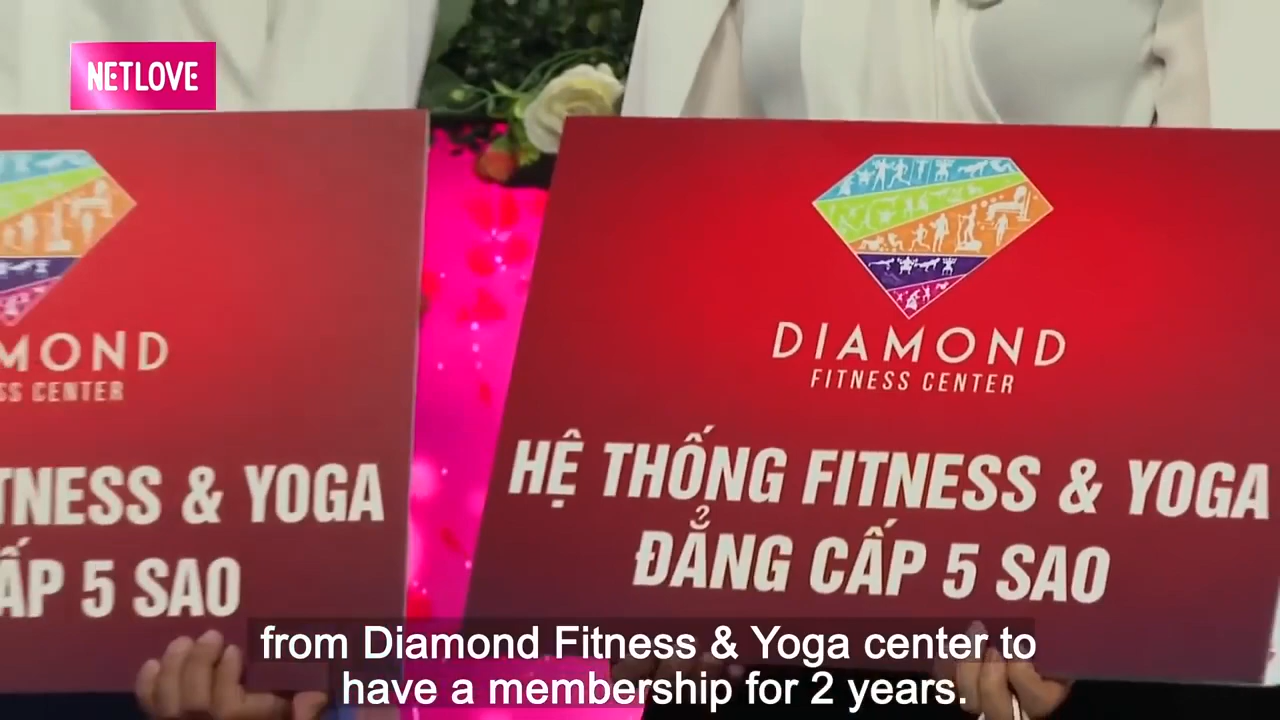 NETLOVE
MOND
SS CENTER
TNESS & YOGA
ẤP 5 SAO
DIAMOND
FITNESS CENTER
HỆ THỐNG FITNESS & YOGA
ĐẲNG CẤP 5 SAO
from Diamond Fitness & Yoga center to
have a membership for 2 years.